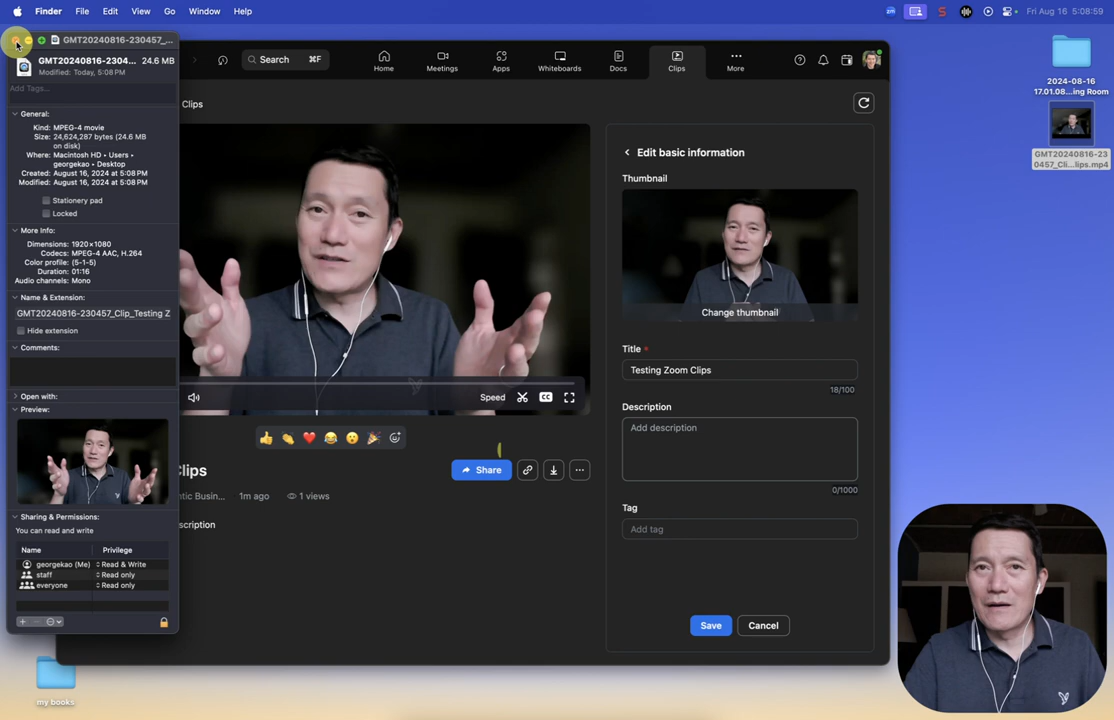 Finder File Edit View Go Window Help
zm S Fri Aug 16 5:08:59
GMT20240816-230457_...
GMT20240816-2304... 24.6 MB
Modified: Today, 5:08 PM
Add Tags...
General:
Kind: MPEG-4 movie
Size: 24,624,287 bytes (24.6 MB
on disk)
Where: Macintosh HD • Users •
georgekao • Desktop
Created: August 16, 2024 at 5:08 PM
Modified: August 16, 2024 at 5:08 PM
Stationery pad
Locked
More Info:
Dimensions: 1920×1080
Codecs: MPEG-4 AAC, H.264
Color profile: (5-1-5)
Duration: 01:16
Audio channels: Mono
Name & Extension:
GMT20240816-230457_Clip_Testing Z
Hide extension
Comments:
Open with:
Preview:
Sharing & Permissions:
You can read and write
Name Privilege
georgekao (Me) Read & Write
staff Read only
everyone Read only
Search ⌘F
Home Meetings Apps Whiteboards Docs Clips More
Clips
Speed CC
lips
Share
ntic Busin... 1m ago 1 views
scription
Edit basic information
Thumbnail
Change thumbnail
Title *
Testing Zoom Clips
18/100
Description
Add description
0/1000
Tag
Add tag
Save Cancel
2024-08-16
17.01.08...ing Room
GMT20240816-23
0457_Cli...lips.mp4
my books